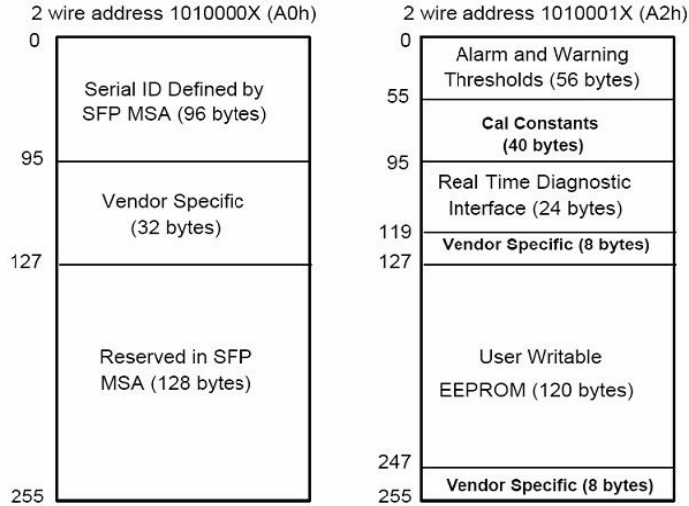 2 wire address 1010000X (A0h)
0
Serial ID Defined by
SFP MSA (96 bytes)
95
Vendor Specific
(32 bytes)
127
Reserved in SFP
MSA (128 bytes)
255
2 wire address 1010001X (A2h)
0
Alarm and Warning
Thresholds (56 bytes)
55
Cal Constants
(40 bytes)
95
Real Time Diagnostic
Interface (24 bytes)
119
Vendor Specific (8 bytes)
127
User Writable
EEPROM (120 bytes)
247
Vendor Specific (8 bytes)
255